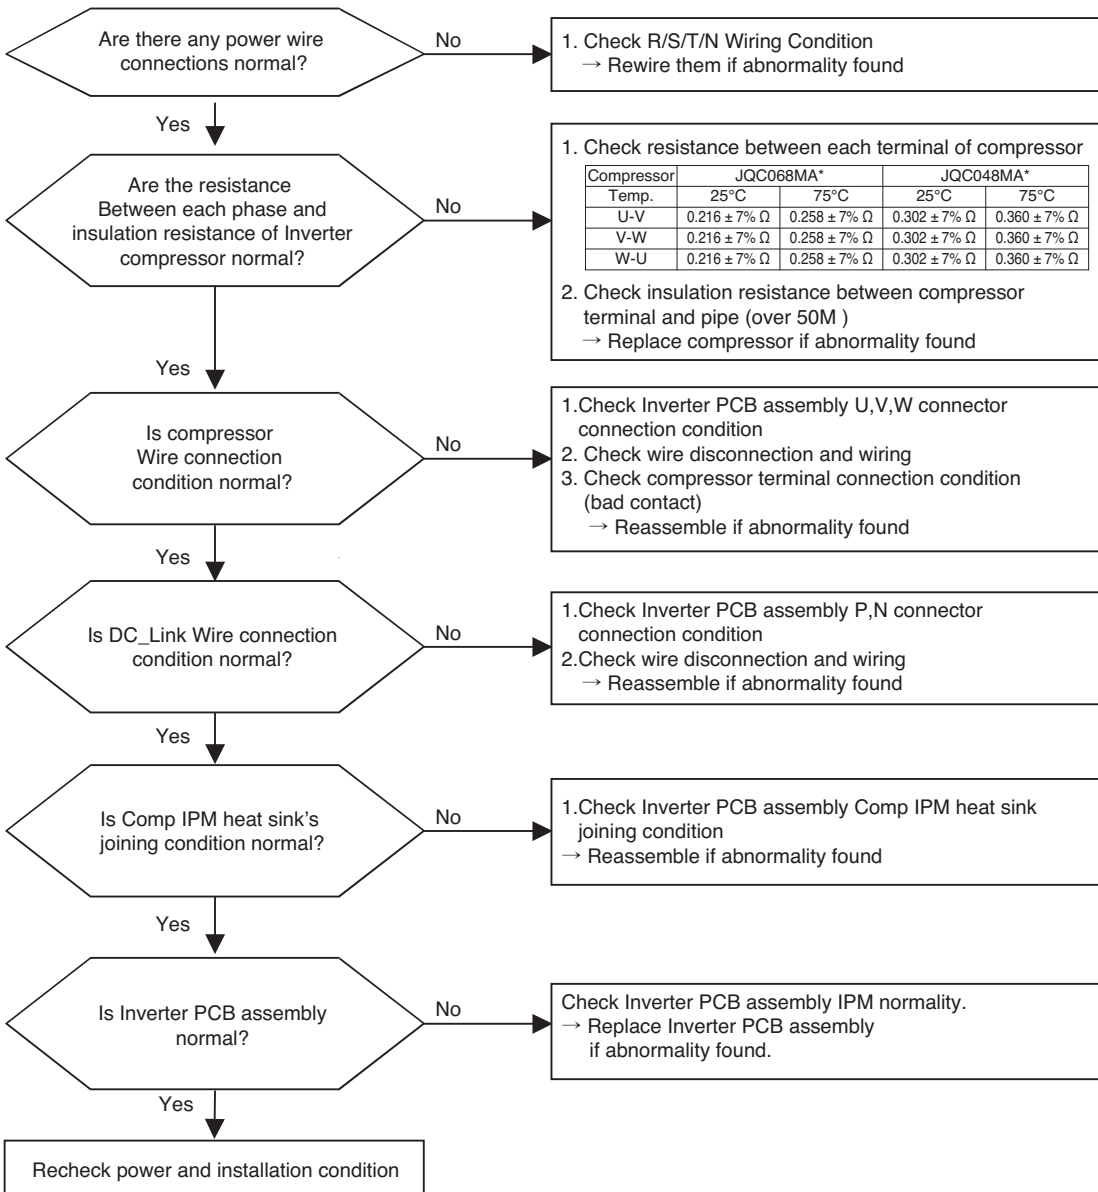 Are there any power wire
connections normal?
No
1. Check R/S/T/N Wiring Condition
→ Rewire them if abnormality found
Yes
Are the resistance
Between each phase and
insulation resistance of Inverter
compressor normal?
No
1. Check resistance between each terminal of compressor
Compressor JQC068MA* JQC048MA*
Temp. 25°C 75°C 25°C 75°C
U-V 0.216 ± 7% Ω 0.258 ± 7% Ω 0.302 ± 7% Ω 0.360 ± 7% Ω
V-W 0.216 ± 7% Ω 0.258 ± 7% Ω 0.302 ± 7% Ω 0.360 ± 7% Ω
W-U 0.216 ± 7% Ω 0.258 ± 7% Ω 0.302 ± 7% Ω 0.360 ± 7% Ω
2. Check insulation resistance between compressor
terminal and pipe (over 50M )
→ Replace compressor if abnormality found
Yes
Is compressor
Wire connection
condition normal?
No
1.Check Inverter PCB assembly U,V,W connector
connection condition
2. Check wire disconnection and wiring
3. Check compressor terminal connection condition
(bad contact)
→ Reassemble if abnormality found
Yes
Is DC_Link Wire connection
condition normal?
No
1.Check Inverter PCB assembly P,N connector
connection condition
2.Check wire disconnection and wiring
→ Reassemble if abnormality found
Yes
Is Comp IPM heat sink's
joining condition normal?
No
1.Check Inverter PCB assembly Comp IPM heat sink
joining condition
→ Reassemble if abnormality found
Yes
Is Inverter PCB assembly
normal?
No
Check Inverter PCB assembly IPM normality.
→ Replace Inverter PCB assembly
if abnormality found.
Yes
Recheck power and installation condition